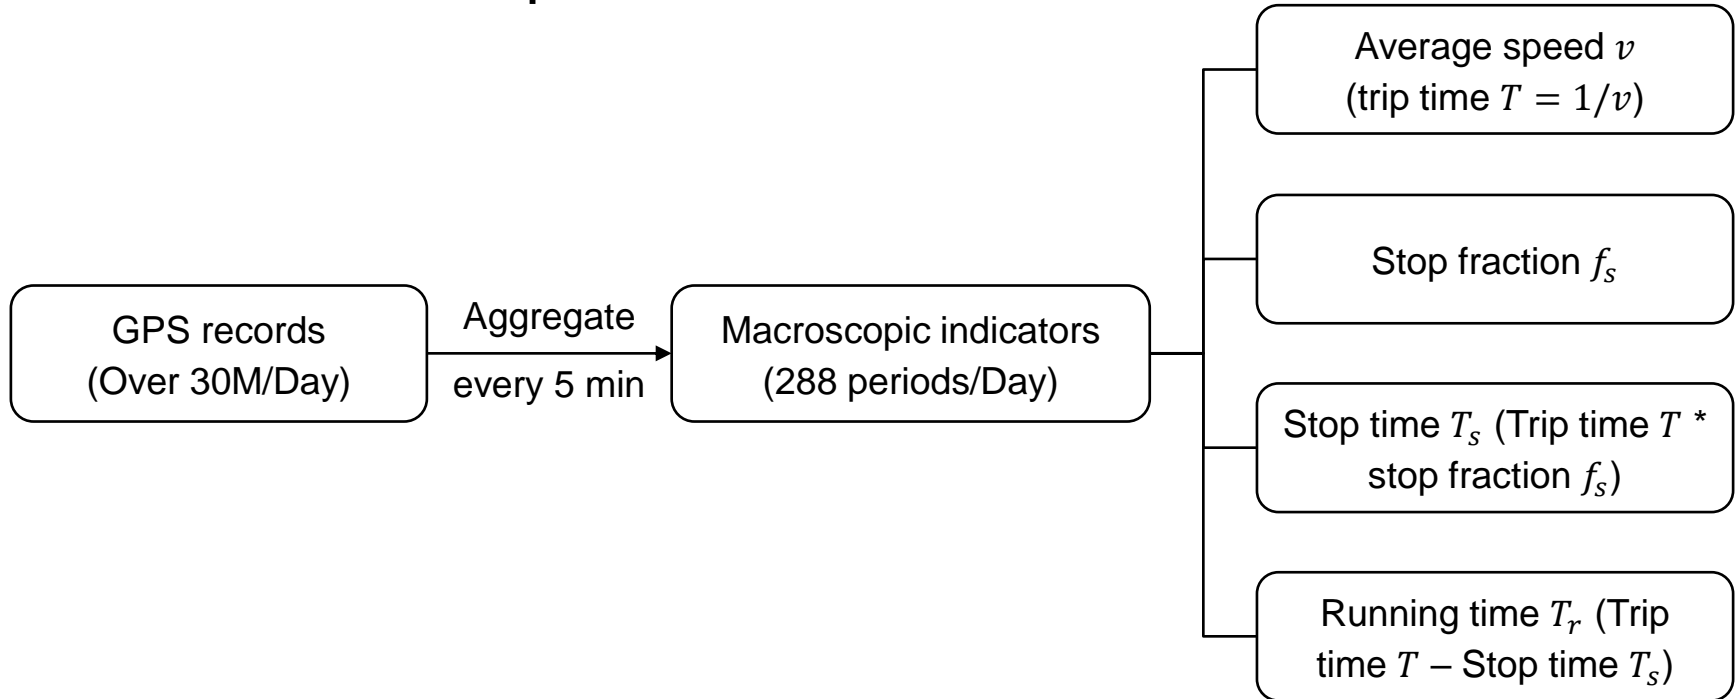 Average speed v
(trip time T = 1/v)
Stop fraction fₛ
GPS records
(Over 30M/Day)
Aggregate
every 5 min
Macroscopic indicators
(288 periods/Day)
Stop time Tₛ (Trip time T *
stop fraction fₛ)
Running time Tᵣ (Trip
time T – Stop time Tₛ)